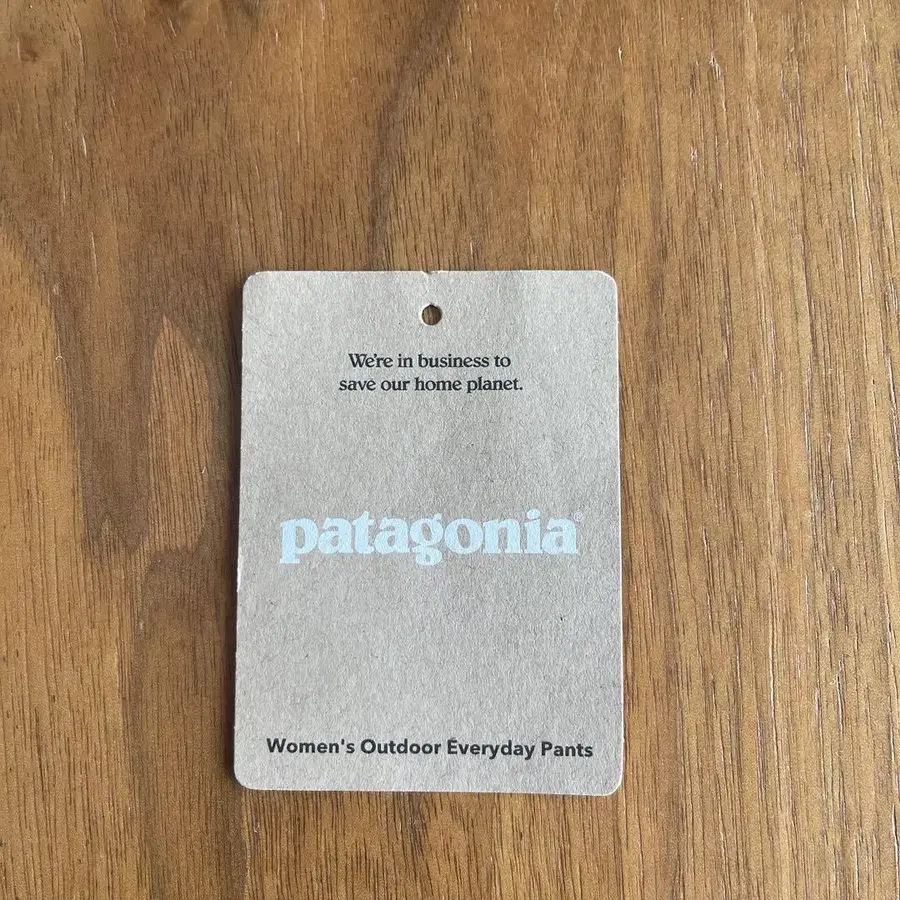 We're in business to
save our home planet.
patagonia®
Women's Outdoor Everyday Pants